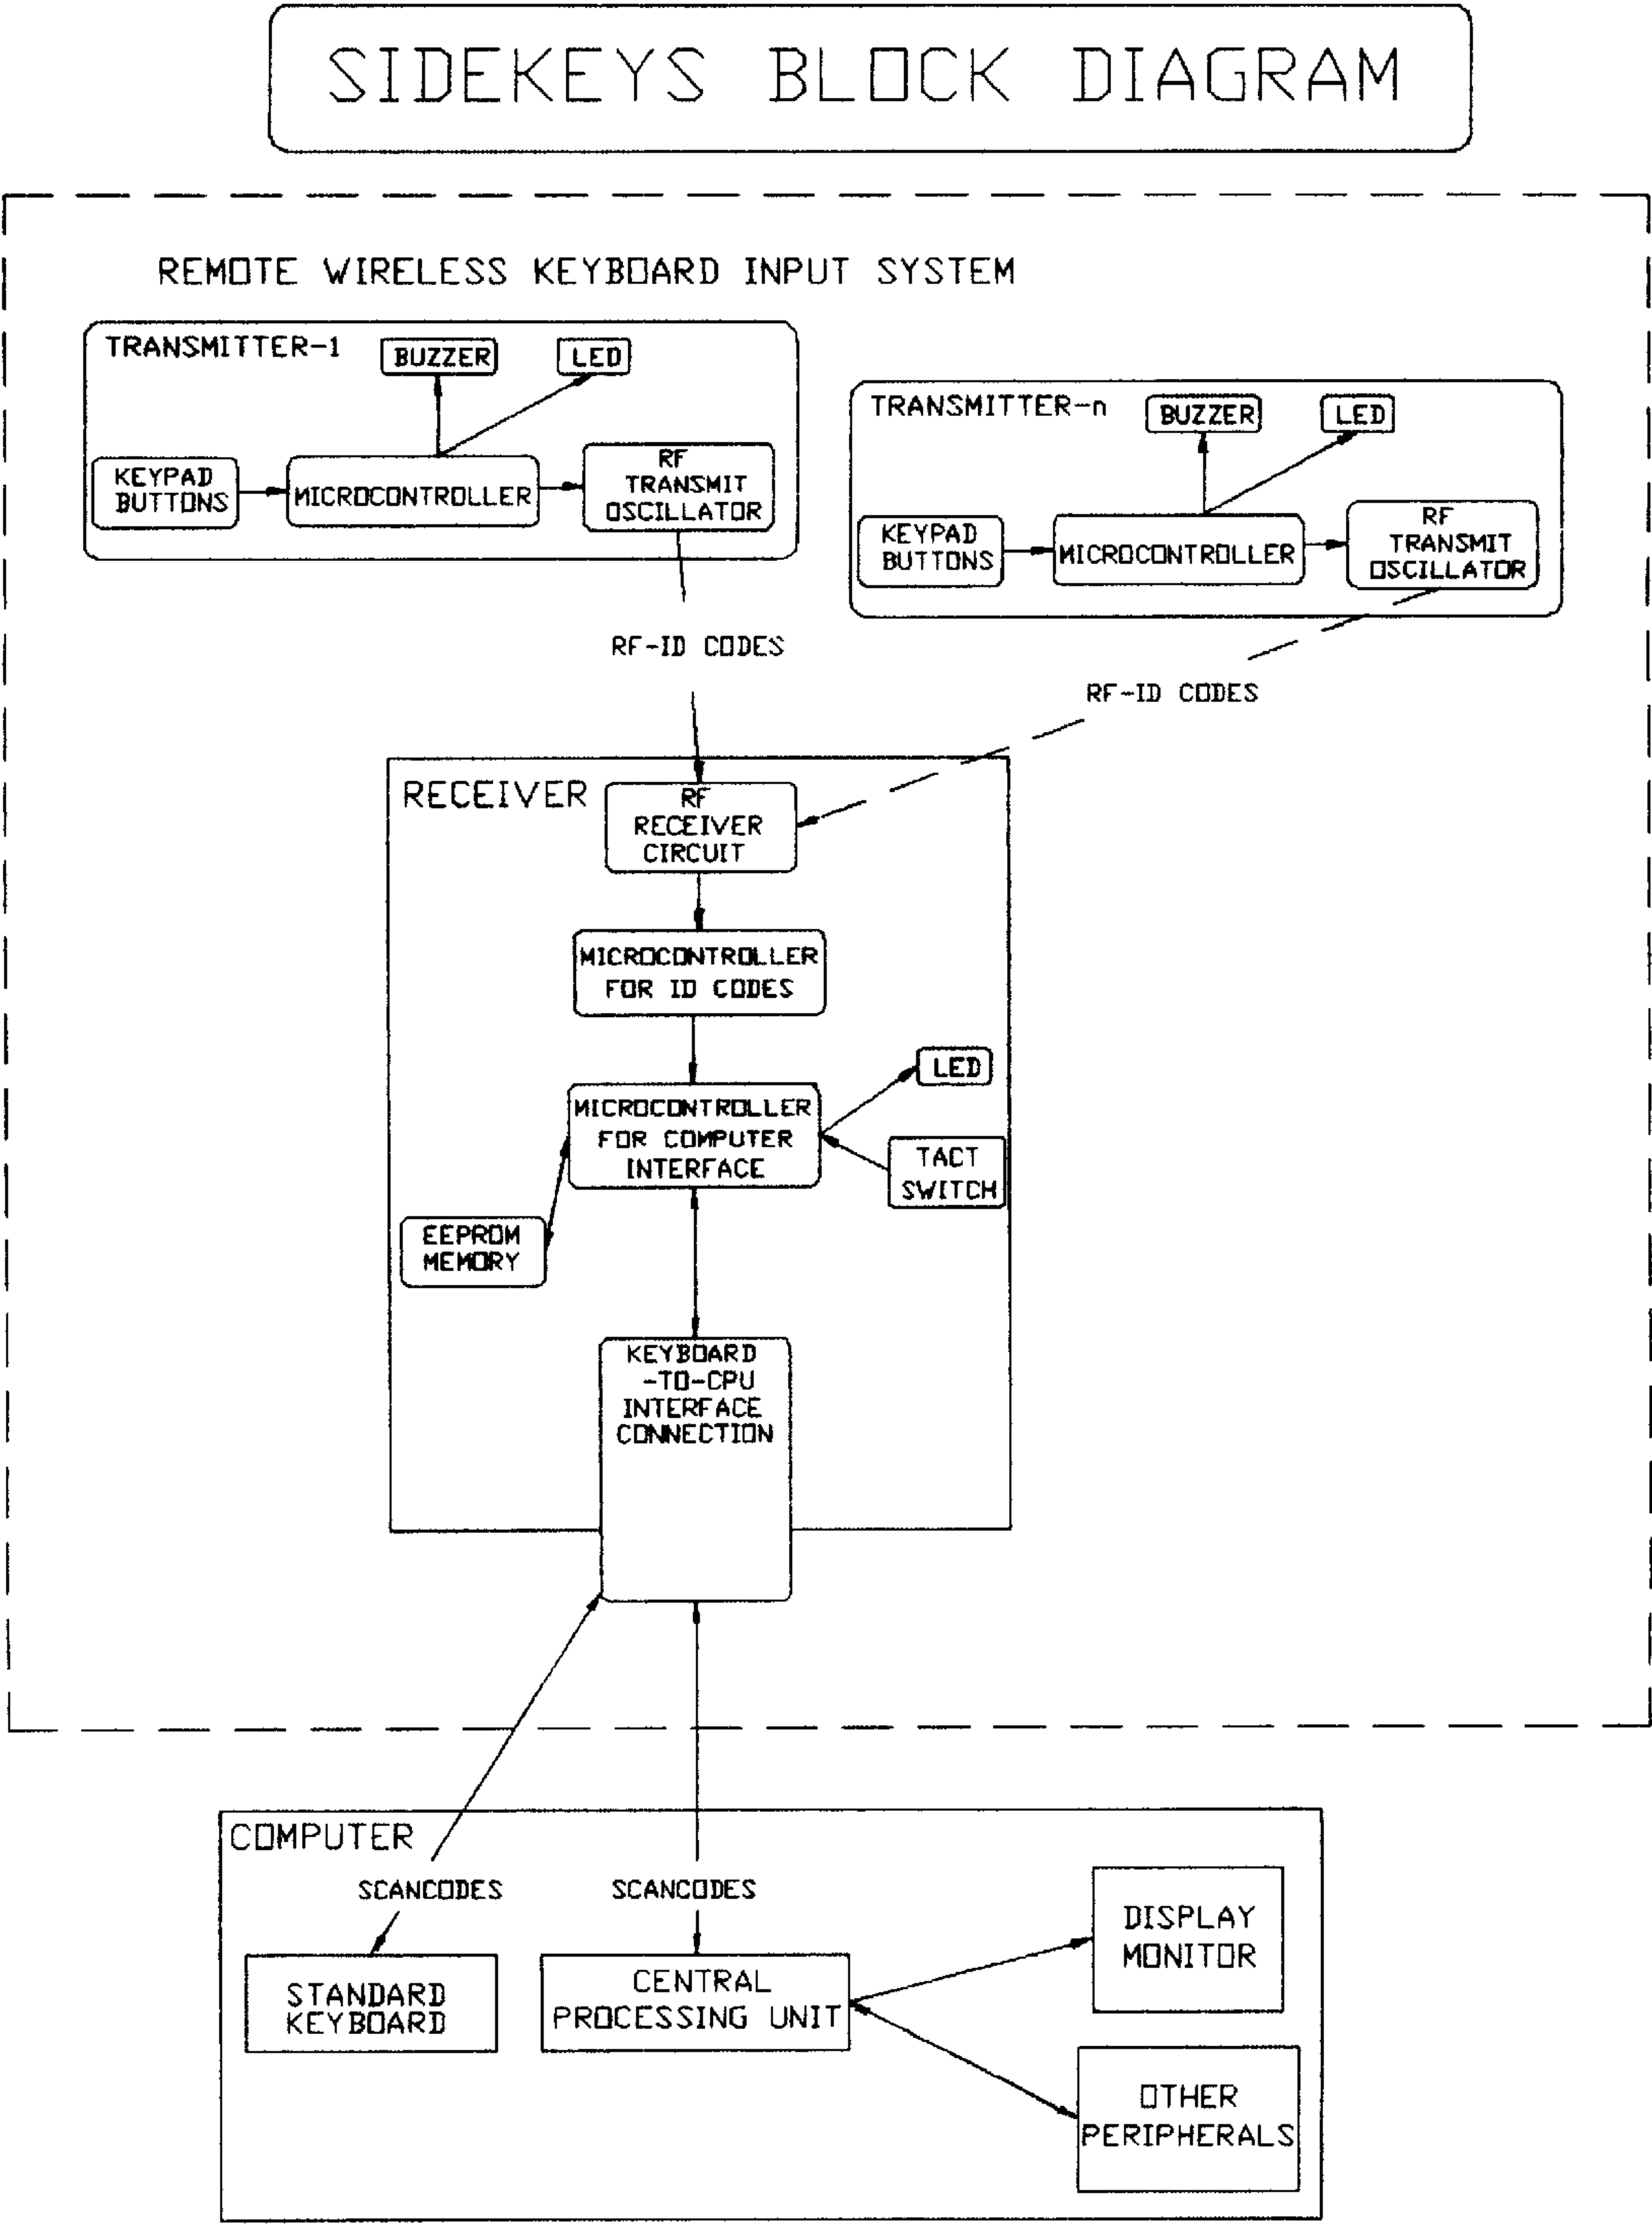 SIDEKEYS BLOCK DIAGRAM
REMOTE WIRELESS KEYBOARD INPUT SYSTEM
TRANSMITTER-1
BUZZER
LED
KEYPAD
BUTTONS
MICROCONTROLLER
RF
TRANSMIT
OSCILLATOR
TRANSMITTER-n
BUZZER
LED
KEYPAD
BUTTONS
MICROCONTROLLER
RF
TRANSMIT
OSCILLATOR
RF-ID CODES
RF-ID CODES
RECEIVER
RF
RECEIVER
CIRCUIT
MICROCONTROLLER
FOR ID CODES
LED
MICROCONTROLLER
FOR COMPUTER
INTERFACE
TACT
SWITCH
EEPROM
MEMORY
KEYBOARD
-TO-CPU
INTERFACE
CONNECTION
COMPUTER
SCANCODES
SCANCODES
STANDARD
KEYBOARD
CENTRAL
PROCESSING UNIT
DISPLAY
MONITOR
OTHER
PERIPHERALS